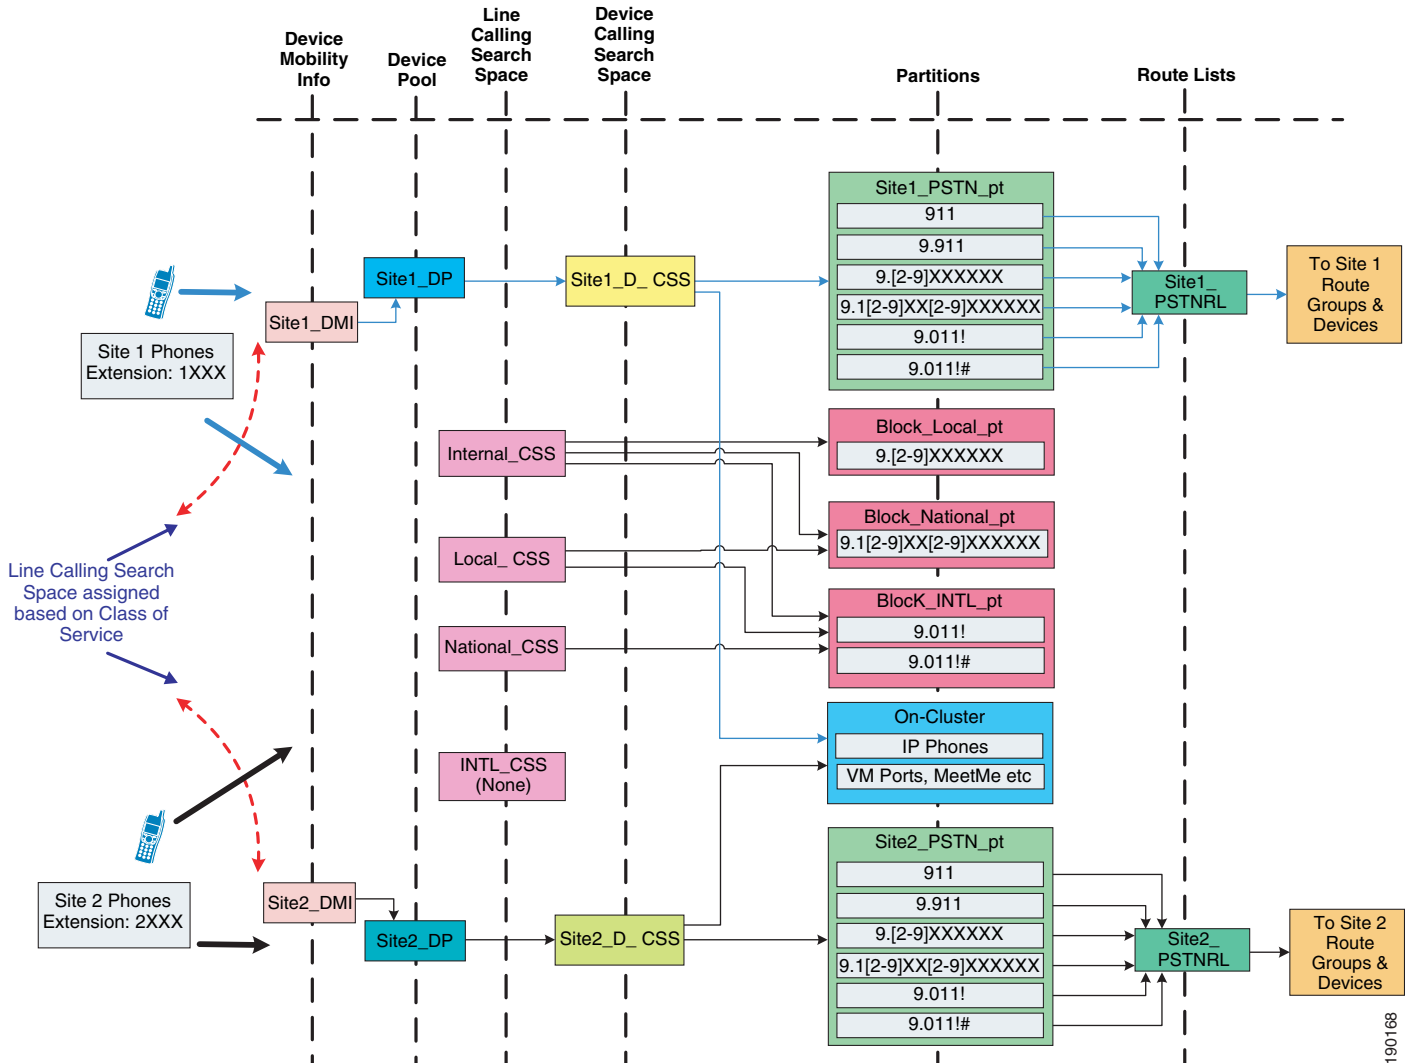 Device
Mobility
Info
Device
Pool
Line
Calling
Search
Space
Device
Calling
Search
Space
Partitions
Route Lists
Site1_PSTN_pt
911
9.911
9.[2-9]XXXXXX
9.1[2-9]XX[2-9]XXXXXX
9.011!
9.011!#
Site1_DP
Site1_D_ CSS
Site1_DMI
Site1_
PSTNRL
To Site 1
Route
Groups &
Devices
Site 1 Phones
Extension: 1XXX
Internal_CSS
Block_Local_pt
9.[2-9]XXXXXX
Block_National_pt
9.1[2-9]XX[2-9]XXXXXX
Local_ CSS
Line Calling Search
Space assigned
based on Class of
Service
BlocK_INTL_pt
9.011!
9.011!#
National_CSS
On-Cluster
IP Phones
VM Ports, MeetMe etc
INTL_CSS
(None)
Site2_PSTN_pt
911
9.911
9.[2-9]XXXXXX
9.1[2-9]XX[2-9]XXXXXX
9.011!
9.011!#
Site 2 Phones
Extension: 2XXX
Site2_DMI
Site2_DP
Site2_D_ CSS
Site2_
PSTNRL
To Site 2
Route
Groups &
Devices
190168